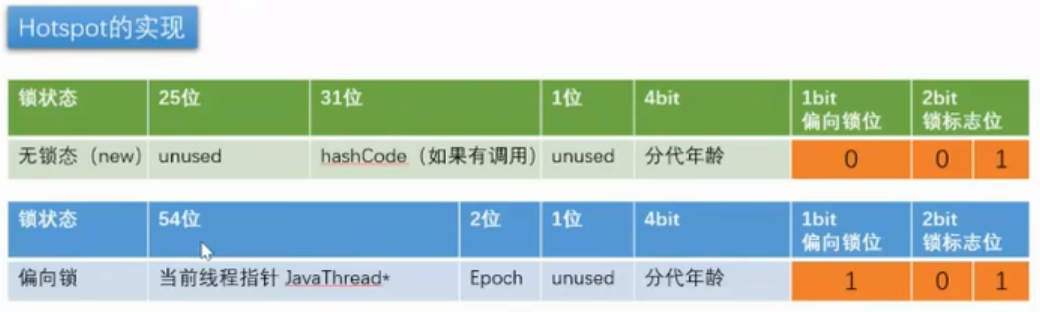 Hotspot的实现
锁状态 25位 31位 1位 4bit 1bit 2bit
偏向锁位 锁标志位
无锁态（new） unused hashCode（如果有调用） unused 分代年龄 0 0 1
锁状态 54位 2位 1位 4bit 1bit 2bit
偏向锁位 锁标志位
偏向锁 当前线程指针 JavaThread* Epoch unused 分代年龄 1 0 1